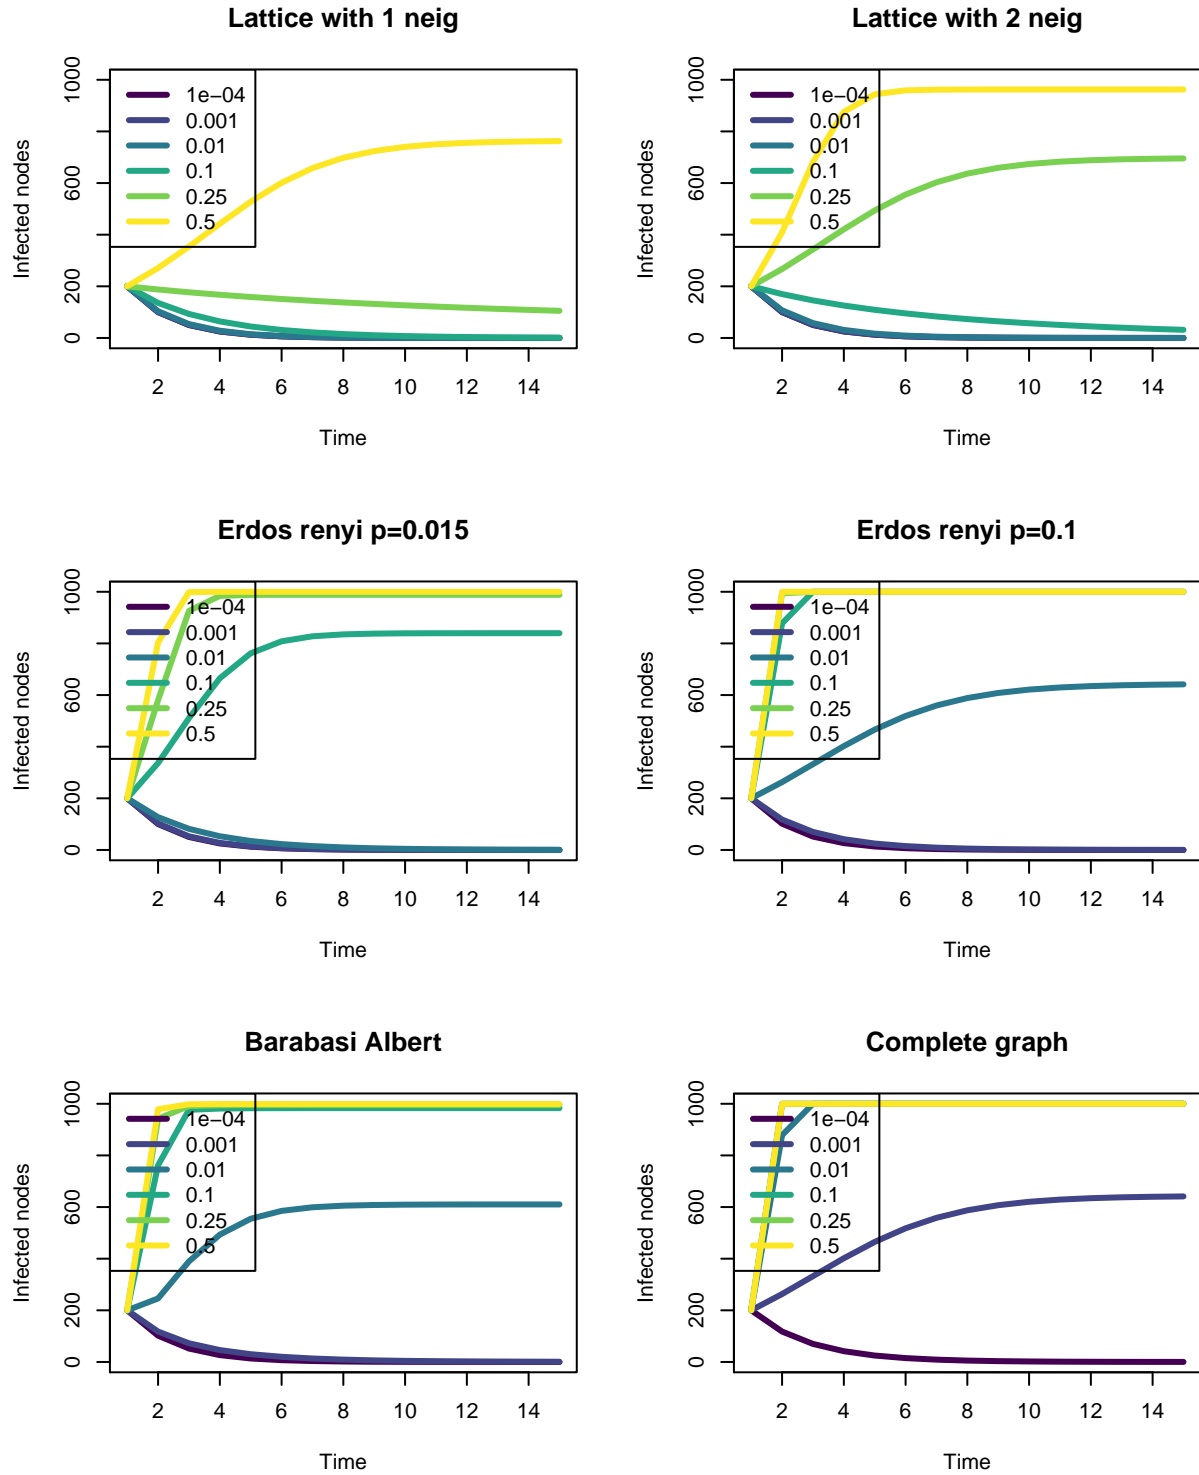 Lattice with 1 neig
Infected nodes
1000
600
200
0
1e−04
0.001
0.01
0.1
0.25
0.5
2 4 6 8 10 12 14
Time
Lattice with 2 neig
Infected nodes
1000
600
200
0
1e−04
0.001
0.01
0.1
0.25
0.5
2 4 6 8 10 12 14
Time
Erdos renyi p=0.015
Infected nodes
1000
600
200
0
1e−04
0.001
0.01
0.1
0.25
0.5
2 4 6 8 10 12 14
Time
Erdos renyi p=0.1
Infected nodes
1000
600
200
0
1e−04
0.001
0.01
0.1
0.25
0.5
2 4 6 8 10 12 14
Time
Barabasi Albert
Infected nodes
1000
600
200
0
1e−04
0.001
0.01
0.1
0.25
0.5
2 4 6 8 10 12 14
Time
Complete graph
Infected nodes
1000
600
200
0
1e−04
0.001
0.01
0.1
0.25
0.5
2 4 6 8 10 12 14
Time